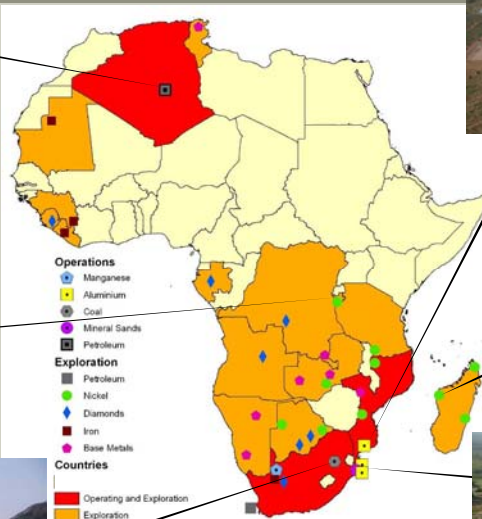 Operations
Manganese
Aluminium
Coal
Mineral Sands
Petroleum
Exploration
Petroleum
Nickel
Diamonds
Iron
Base Metals
Countries
Operating and Exploration
Exploration